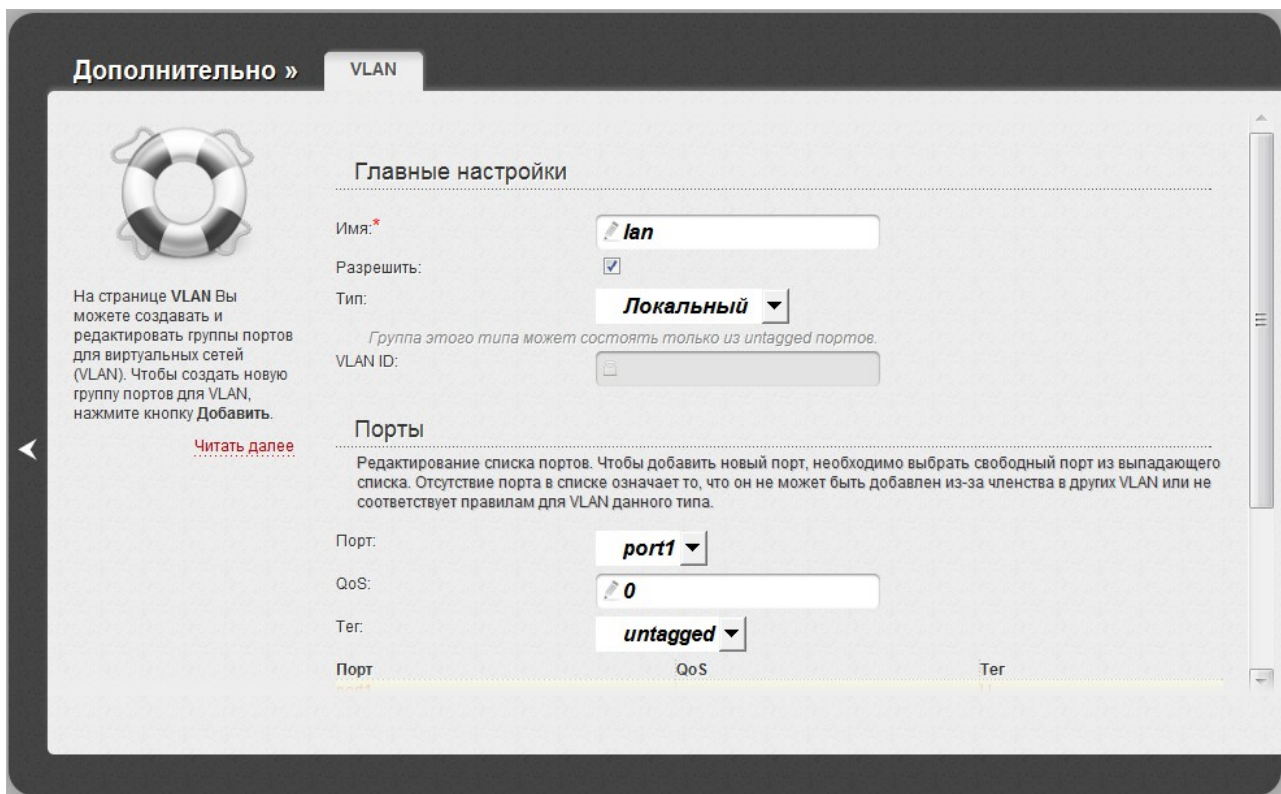 Дополнительно »
VLAN
На странице VLAN Вы
можете создавать и
редактировать группы портов
для виртуальных сетей
(VLAN). Чтобы создать новую
группу портов для VLAN,
нажмите кнопку Добавить.
Читать далее
Главные настройки
Имя:*
lan
Разрешить:
Тип:
Локальный
Группа этого типа может состоять только из untagged портов.
VLAN ID:
Порты
Редактирование списка портов. Чтобы добавить новый порт, необходимо выбрать свободный порт из выпадающего
списка. Отсутствие порта в списке означает то, что он не может быть добавлен из-за членства в других VLAN или не
соответствует правилам для VLAN данного типа.
Порт:
port1
QoS:
0
Тег:
untagged
Порт QoS Тег